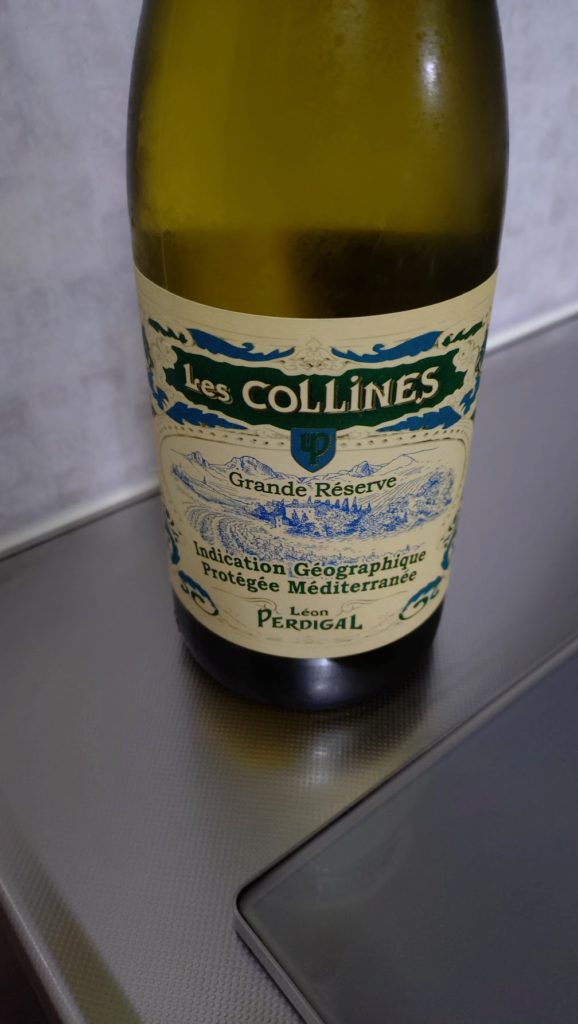 Les COLLiNES
LP
Grande Réserve
Indication Géographique
Protégée Méditerranée
Léon
PERDIGAL